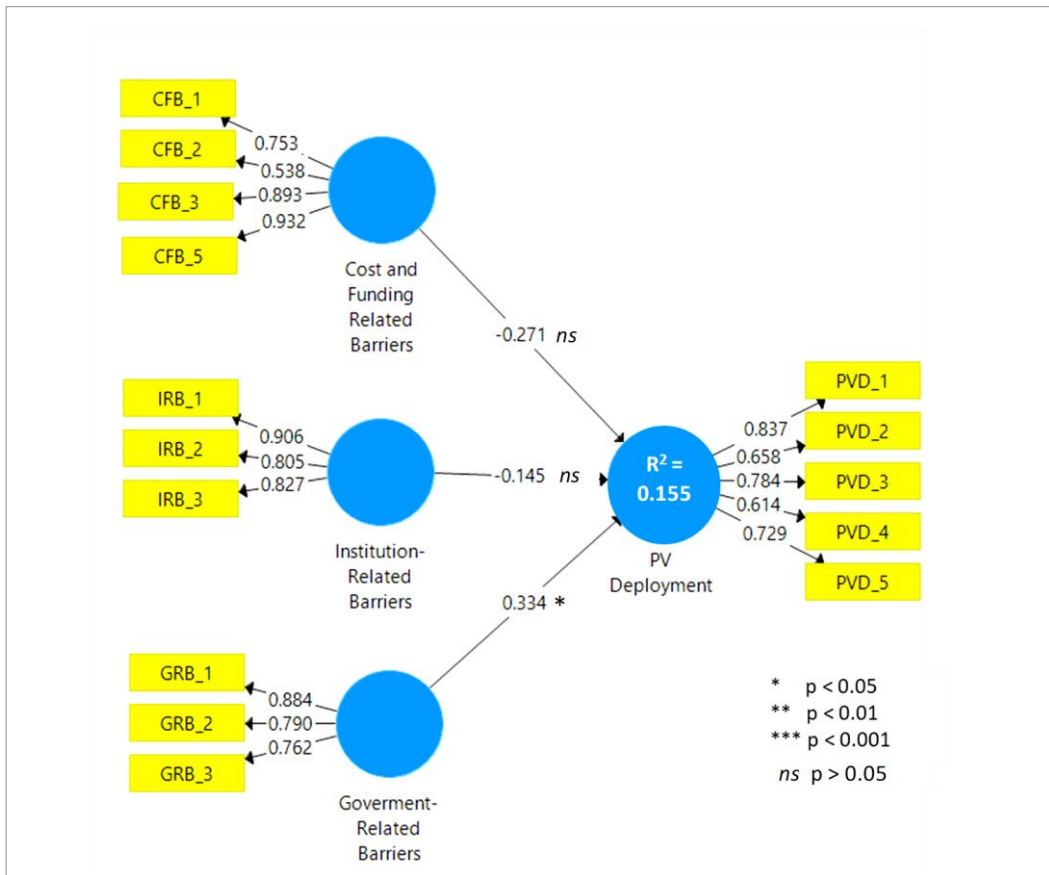 CFB_1
CFB_2
CFB_3
CFB_5
0.753
0.538
0.893
0.932
Cost and
Funding
Related
Barriers
-0.271 ns
IRB_1
IRB_2
IRB_3
0.906
0.805
0.827
Institution-
Related
Barriers
-0.145 ns
GRB_1
GRB_2
GRB_3
0.884
0.790
0.762
Goverment-
Related
Barriers
0.334 *
R² =
0.155
PV
Deployment
0.837
0.658
0.784
0.614
0.729
PVD_1
PVD_2
PVD_3
PVD_4
PVD_5
* p < 0.05
** p < 0.01
*** p < 0.001
ns p > 0.05